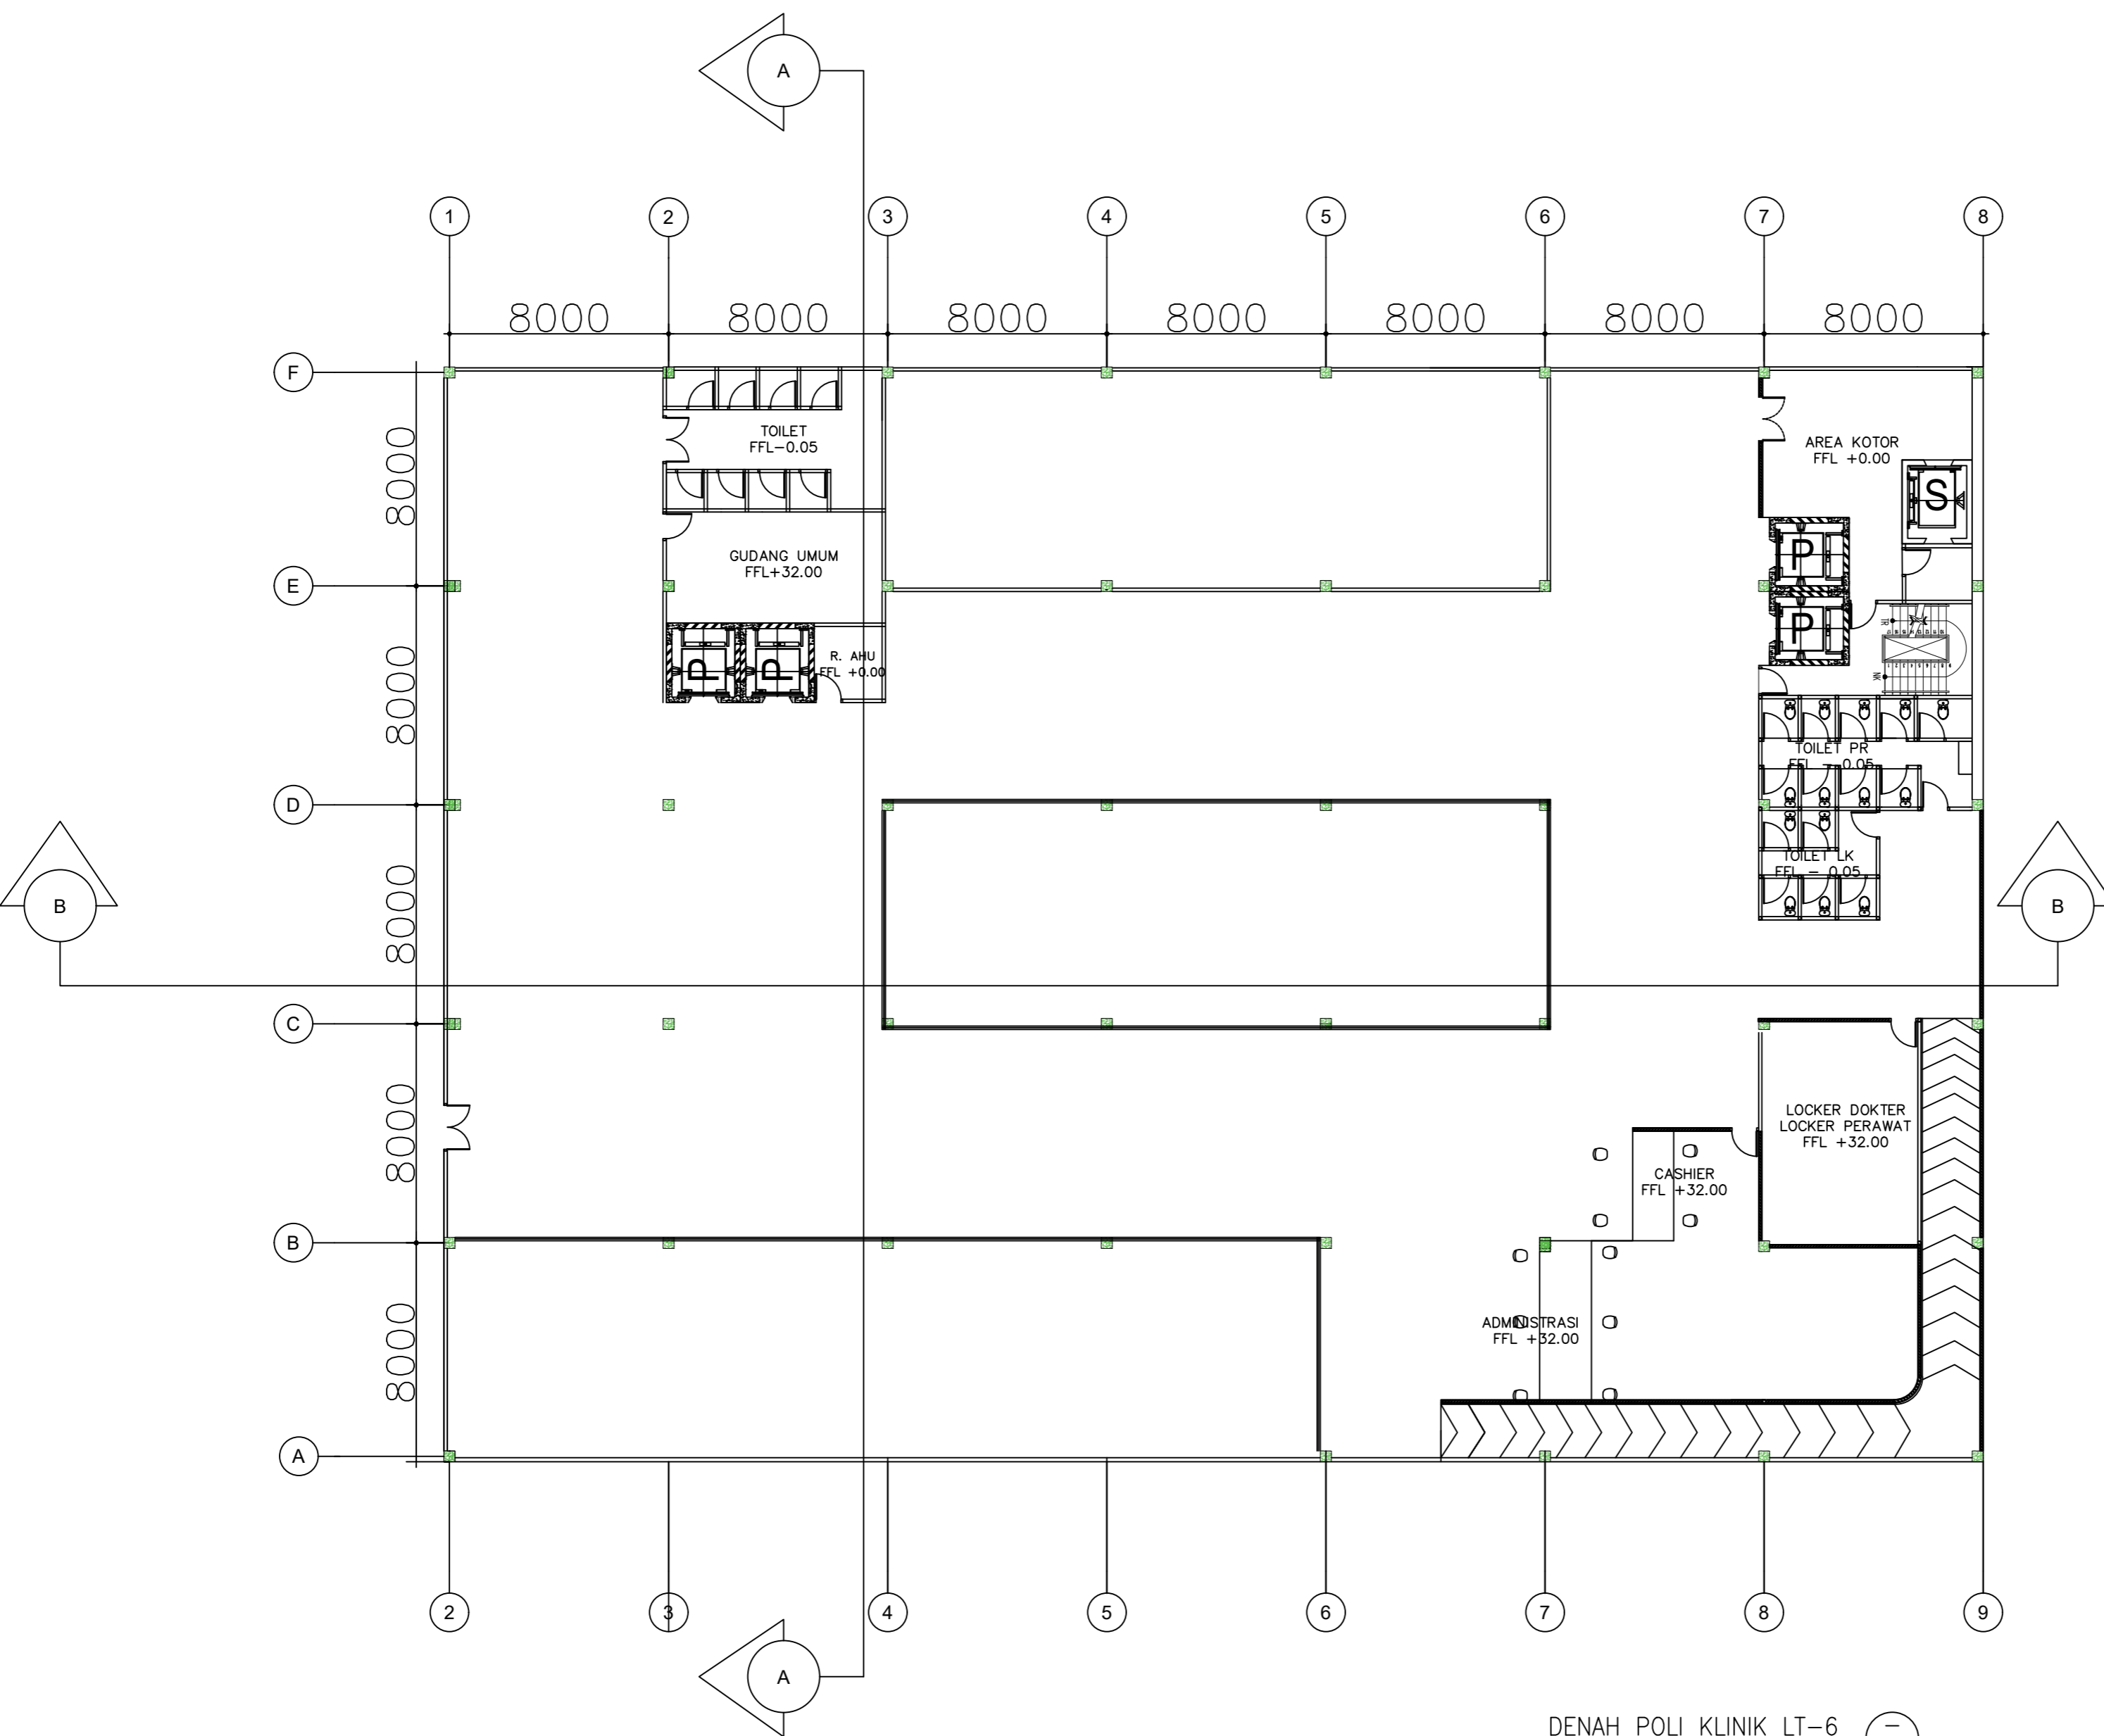 A
1 2 3 4 5 6 7 8
8000 8000 8000 8000 8000 8000 8000
F
TOILET
FFL-0.05
AREA KOTOR
FFL +0.00
8000
S
P
GUDANG UMUM
FFL+32.00
E
P
R. AHU
FFL +0.00
P P
8000
TOILET PR
FFL - 0.05
D
TOILET LK
FFL - 0.05
B
B
8000
C
LOCKER DOKTER
LOCKER PERAWAT
FFL +32.00
8000
CASHIER
FFL +32.00
B
ADMINISTRASI
FFL +32.00
8000
A
2 3 4 5 6 7 8 9
A
DENAH POLI KLINIK LT-6